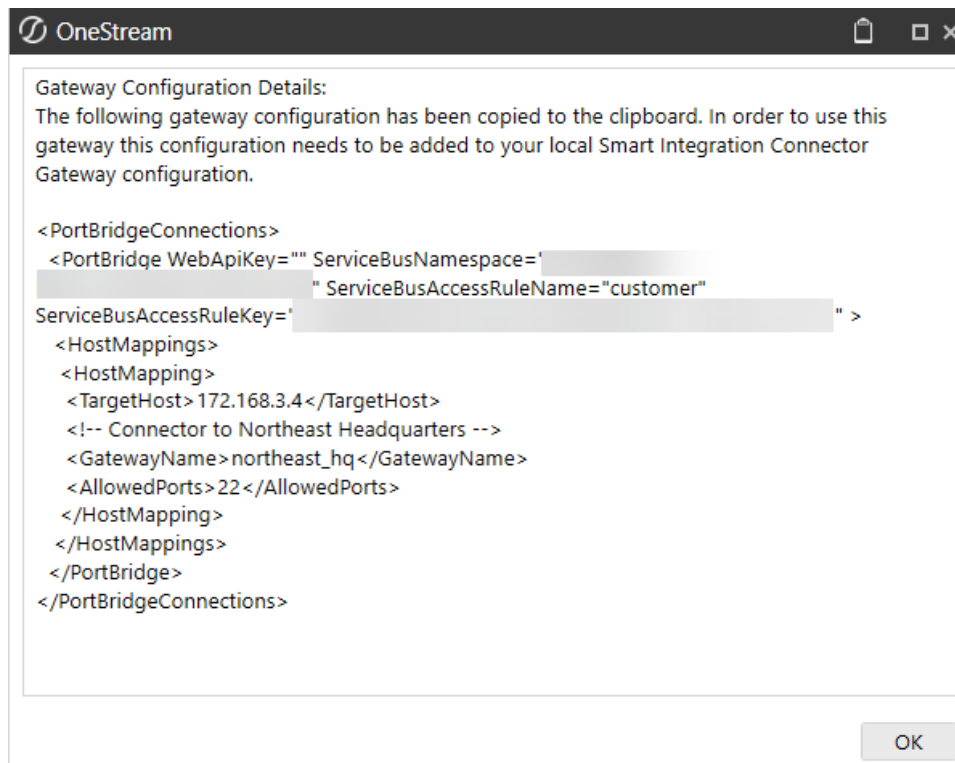 OneStream
Gateway Configuration Details:
The following gateway configuration has been copied to the clipboard. In order to use this
gateway this configuration needs to be added to your local Smart Integration Connector
Gateway configuration.
<PortBridgeConnections>
<PortBridge WebApiKey="" ServiceBusNamespace="
" ServiceBusAccessRuleName="customer"
ServiceBusAccessRuleKey=" " >
<HostMappings>
<HostMapping>
<TargetHost>172.168.3.4</TargetHost>
<!-- Connector to Northeast Headquarters -->
<GatewayName>northeast_hq</GatewayName>
<AllowedPorts>22</AllowedPorts>
</HostMapping>
</HostMappings>
</PortBridge>
</PortBridgeConnections>
OK